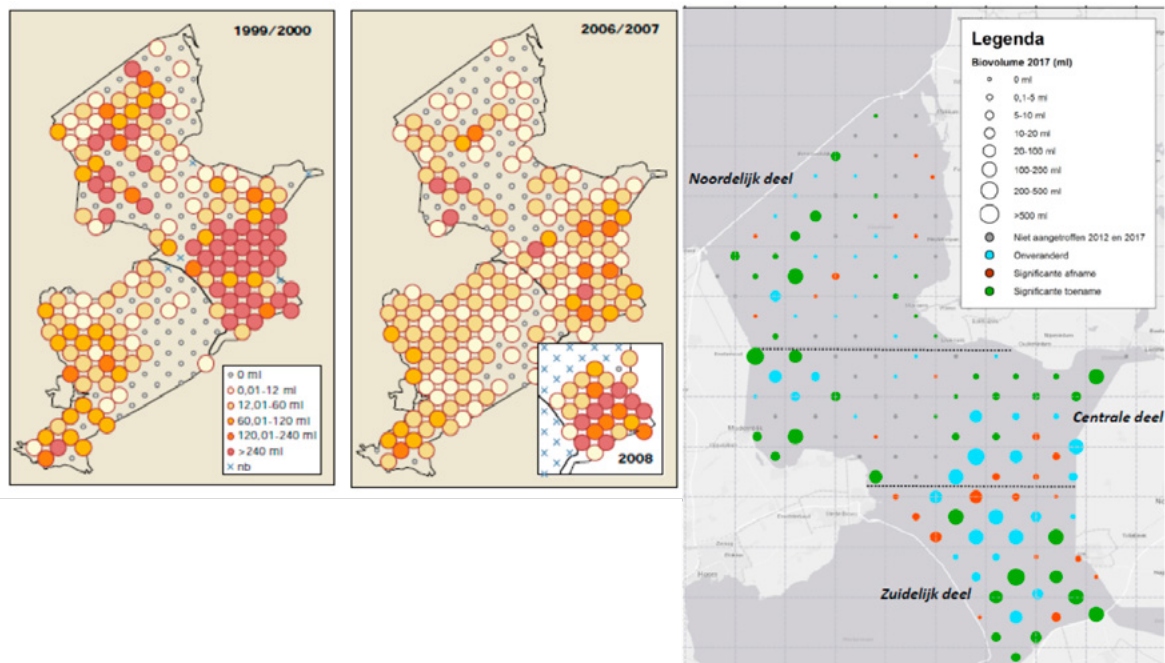 1999/2000
0 ml
0,01-12 ml
12,01-60 ml
60,01-120 ml
120,01-240 ml
>240 ml
nb
2006/2007
2008
Legenda
Biovolume 2017 (ml)
0 ml
0,1-5 ml
5-10 ml
10-20 ml
20-100 ml
100-200 ml
200-500 ml
>500 ml
Niet aangetroffen 2012 en 2017
Onveranderd
Significante afname
Significante toename
Noordelijk deel
Centrale deel
Zuidelijk deel